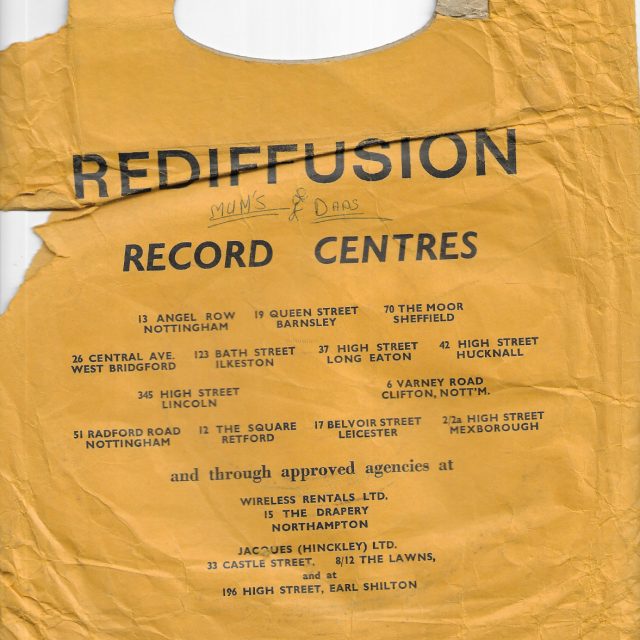 REDIFFUSION
MUM'S & DADS
RECORD CENTRES
13 ANGEL ROW
NOTTINGHAM
19 QUEEN STREET
BARNSLEY
70 THE MOOR
SHEFFIELD
26 CENTRAL AVE.
WEST BRIDGFORD
123 BATH STREET
ILKESTON
37 HIGH STREET
LONG EATON
42 HIGH STREET
HUCKNALL
345 HIGH STREET
LINCOLN
6 VARNEY ROAD
CLIFTON, NOTT'M.
51 RADFORD ROAD
NOTTINGHAM
12 THE SQUARE
RETFORD
17 BELVOIR STREET
LEICESTER
2/2a HIGH STREET
MEXBOROUGH
and through approved agencies at
WIRELESS RENTALS LTD.
15 THE DRAPERY
NORTHAMPTON
JACQUES (HINCKLEY) LTD.
33 CASTLE STREET, 8/12 THE LAWNS,
and at
196 HIGH STREET, EARL SHILTON